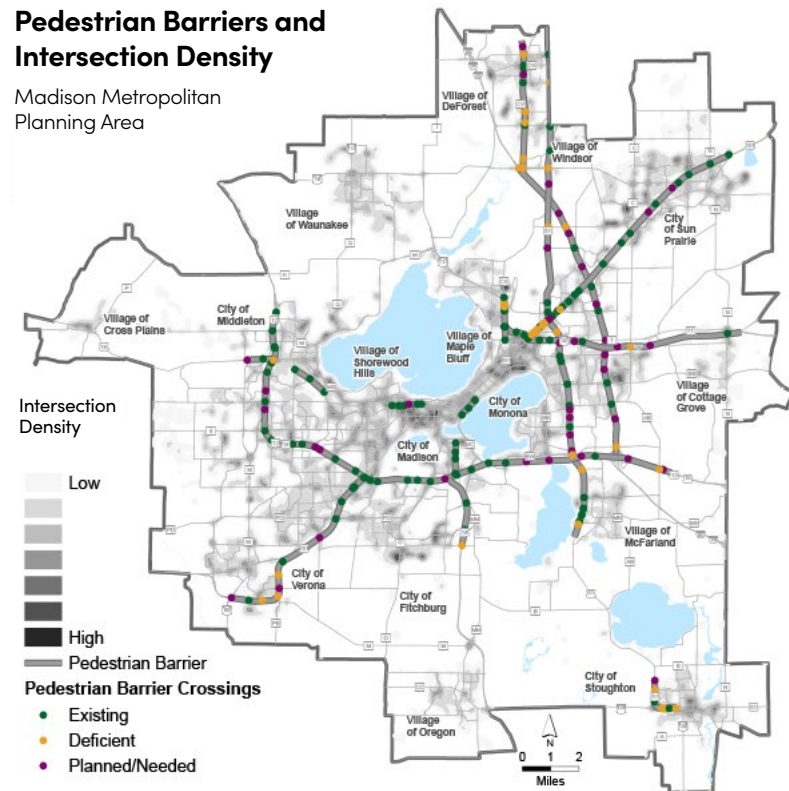 Pedestrian Barriers and
Intersection Density
Madison Metropolitan
Planning Area
Village of
DeForest
Village of
Windsor
Village
of Waunakee
City
of Sun
Prairie
Village of
Cross Plains
City of
Middleton
Village of
Maple
Bluff
Village of
Shorewood
Hills
City of
Monona
Village
of Cottage
Grove
City of
Madison
Village of
McFarland
City of
Verona
City of
Fitchburg
City of
Stoughton
Village
of Oregon
Intersection
Density
Low
High
Pedestrian Barrier
Pedestrian Barrier Crossings
Existing
Deficient
Planned/Needed
N
0 1 2
Miles